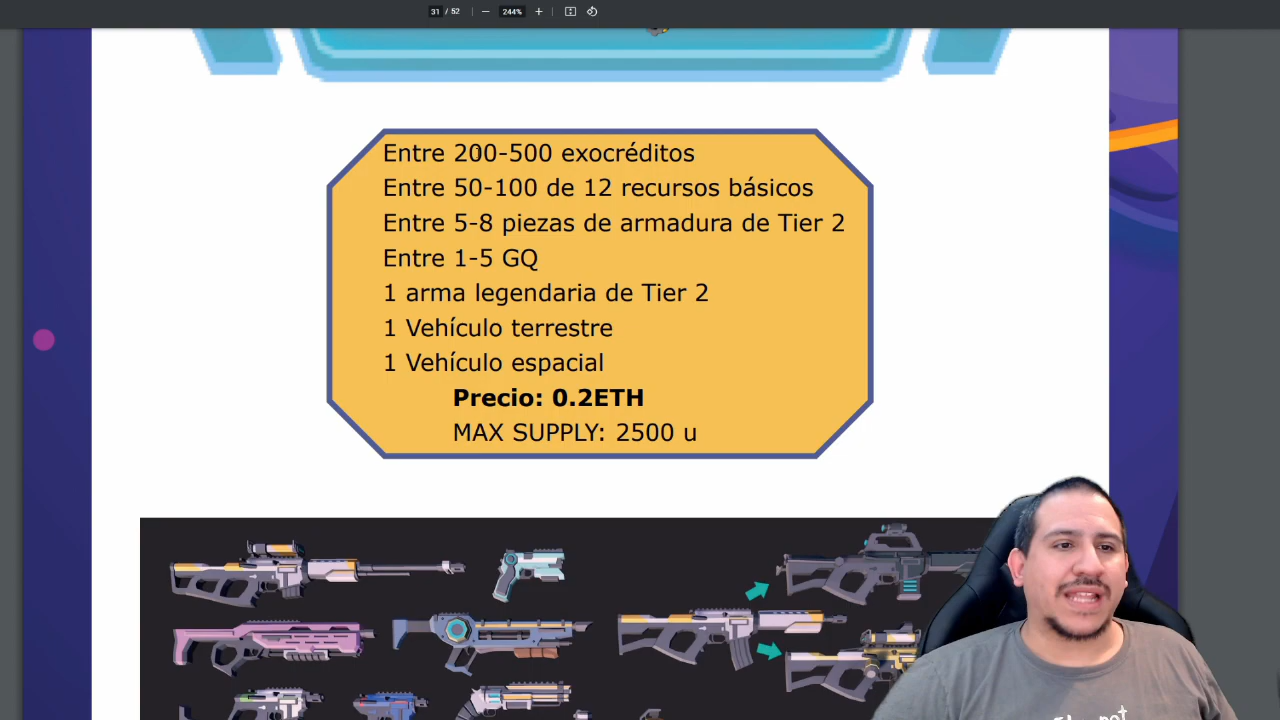 31 / 52
244%
Entre 200-500 exocréditos
Entre 50-100 de 12 recursos básicos
Entre 5-8 piezas de armadura de Tier 2
Entre 1-5 GQ
1 arma legendaria de Tier 2
1 Vehículo terrestre
1 Vehículo espacial
Precio: 0.2ETH
MAX SUPPLY: 2500 u